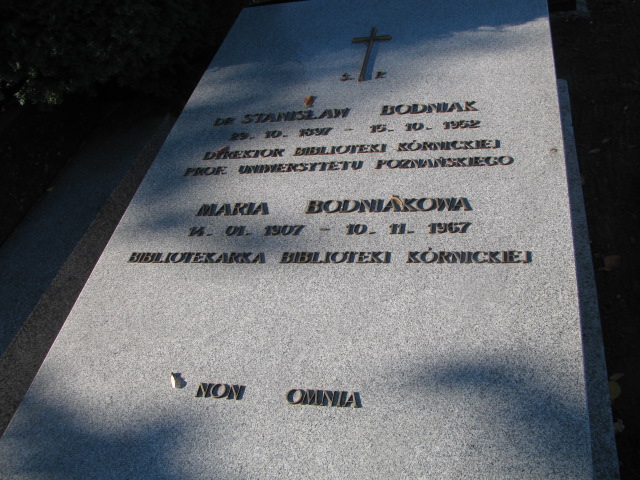 Ś P
DR STANISŁAW BODNIAK
29. 10. 1897 - 15. 10. 1952
DYREKTOR BIBLIOTEKI KÓRNICKIEJ
PROF. UNIWERSYTETU POZNAŃSKIEGO
MARIA BODNIAKOWA
14. 01. 1907 - 10. 11. 1967
BIBLIOTEKARKA BIBLIOTEKI KÓRNICKIEJ
NON OMNIA